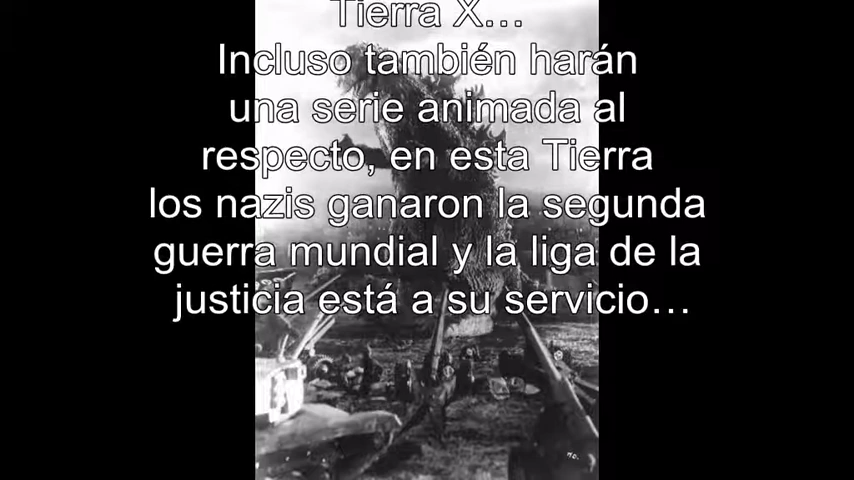 Tierra X...
Incluso también harán
una serie animada al
respecto, en esta Tierra
los nazis ganaron la segunda
guerra mundial y la liga de la
justicia está a su servicio...